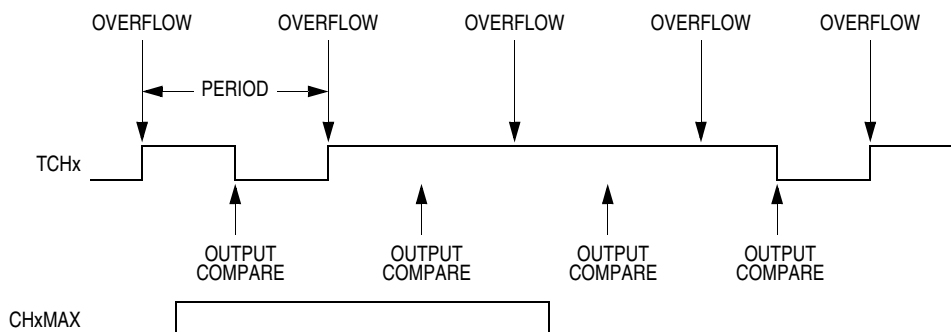 OVERFLOW OVERFLOW OVERFLOW OVERFLOW OVERFLOW
PERIOD
TCHx
OUTPUT COMPARE
OUTPUT COMPARE
OUTPUT COMPARE
OUTPUT COMPARE
CHxMAX